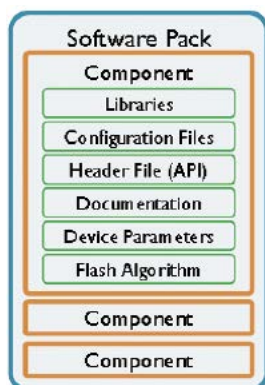 Software Pack
Component
Libraries
Configuration Files
Header File (API)
Documentation
Device Parameters
Flash Algorithm
Component
Component